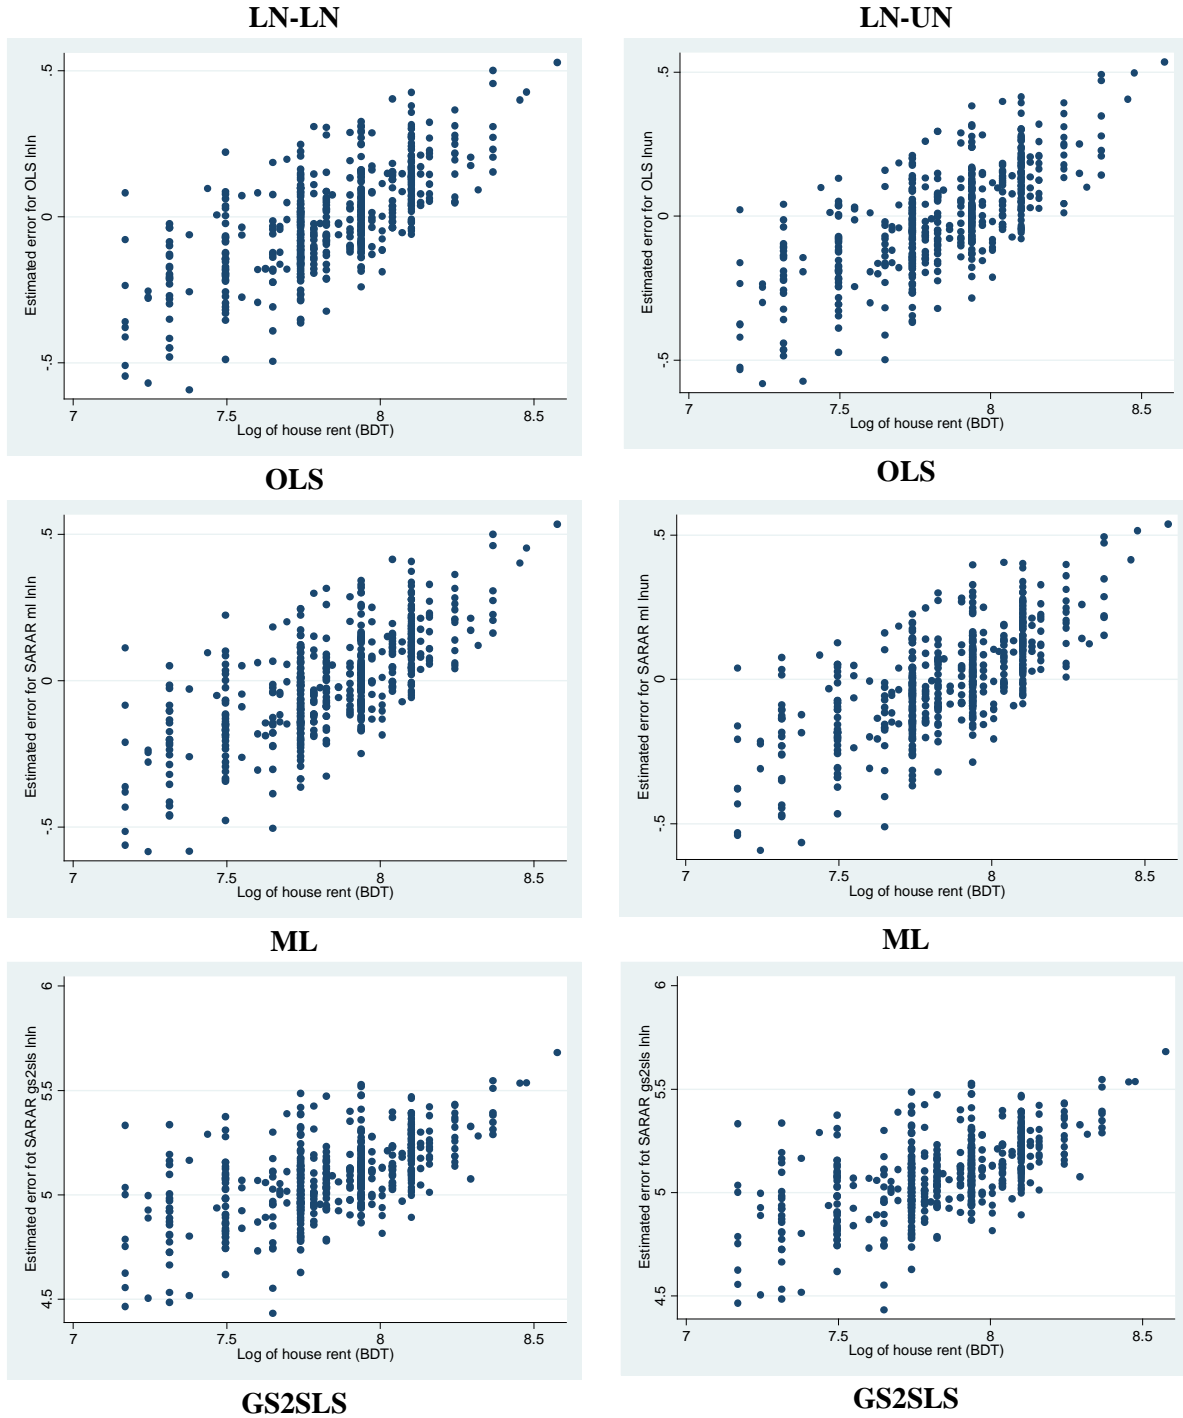 LN-LN
LN-UN
Estimated error for OLS lnln
.5
0
-.5
7
7.5
8
8.5
Log of house rent (BDT)
Estimated error for OLS lnun
.5
0
-.5
7
7.5
8
8.5
Log of house rent (BDT)
OLS
OLS
Estimated error for SARAR ml lnln
.5
0
-.5
7
7.5
8
8.5
Log of house rent (BDT)
Estimated error for SARAR ml lnun
.5
0
-.5
7
7.5
8
8.5
Log of house rent (BDT)
ML
ML
Estimated error fot SARAR gs2sls lnln
6
5.5
5
4.5
7
7.5
8
8.5
Log of house rent (BDT)
Estimated error fot SARAR gs2sls lnun
6
5.5
5
4.5
7
7.5
8
8.5
Log of house rent (BDT)
GS2SLS
GS2SLS